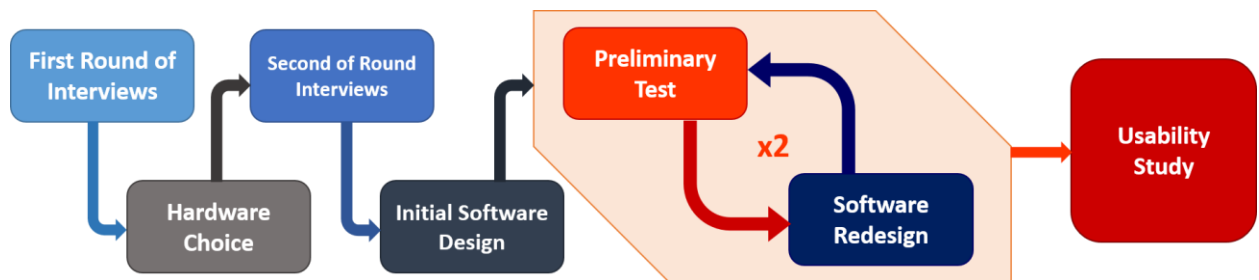 First Round of
Interviews
Hardware
Choice
Second of Round
Interviews
Initial Software
Design
Preliminary
Test
x2
Software
Redesign
Usability
Study